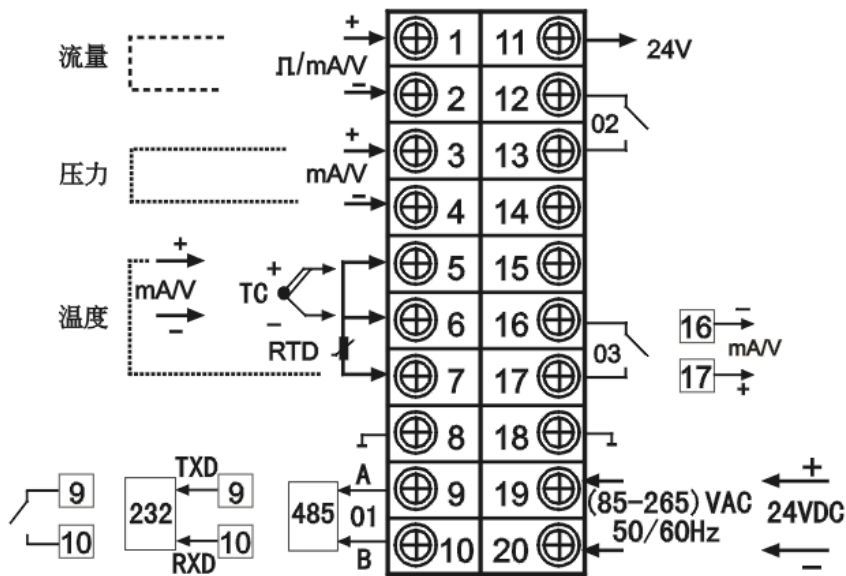 流量 + ⎍/mA/V − 1 11 24V
2 12 02
压力 + mA/V − 3 13
4 14
温度 + mA/V − TC + − RTD 5 15
6 16 03 16 − mA/V
7 17 17 +
8 18
9 TXD 232 9 485 A 01 9 19 (85-265)VAC + 24VDC
10 RXD 10 B 10 20 50/60Hz −